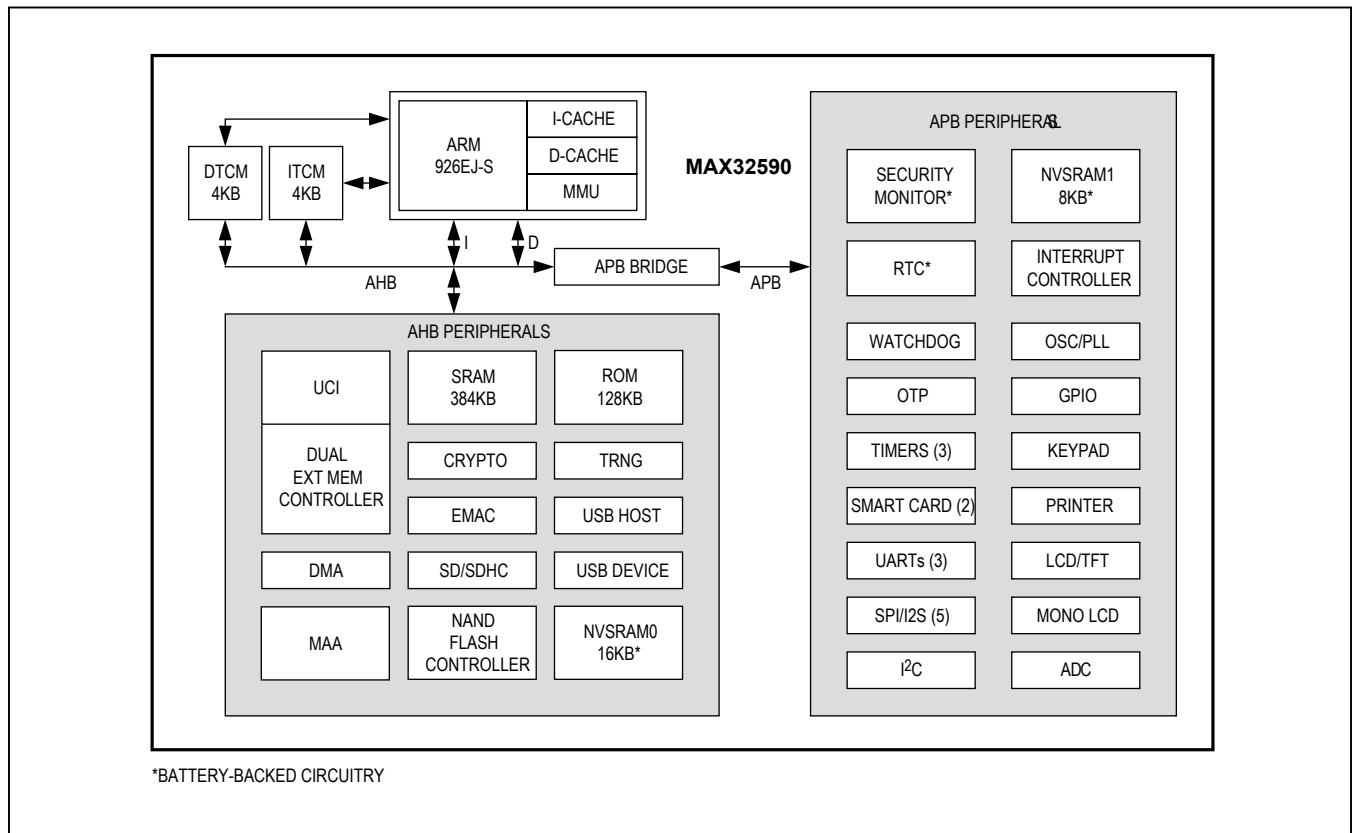 ARM
926EJ-S
I-CACHE
D-CACHE
MMU
DTCM
4KB
ITCM
4KB
MAX32590
I
D
AHB
APB BRIDGE
APB
AHB PERIPHERALS
UCI
DUAL
EXT MEM
CONTROLLER
DMA
MAA
SRAM
384KB
CRYPTO
EMAC
SD/SDHC
NAND
FLASH
CONTROLLER
ROM
128KB
TRNG
USB HOST
USB DEVICE
NVSRAM0
16KB*
APB PERIPHERALS
SECURITY
MONITOR*
RTC*
WATCHDOG
OTP
TIMERS (3)
SMART CARD (2)
UARTs (3)
SPI/I2S (5)
I²C
NVSRAM1
8KB*
INTERRUPT
CONTROLLER
OSC/PLL
GPIO
KEYPAD
PRINTER
LCD/TFT
MONO LCD
ADC
*BATTERY-BACKED CIRCUITRY